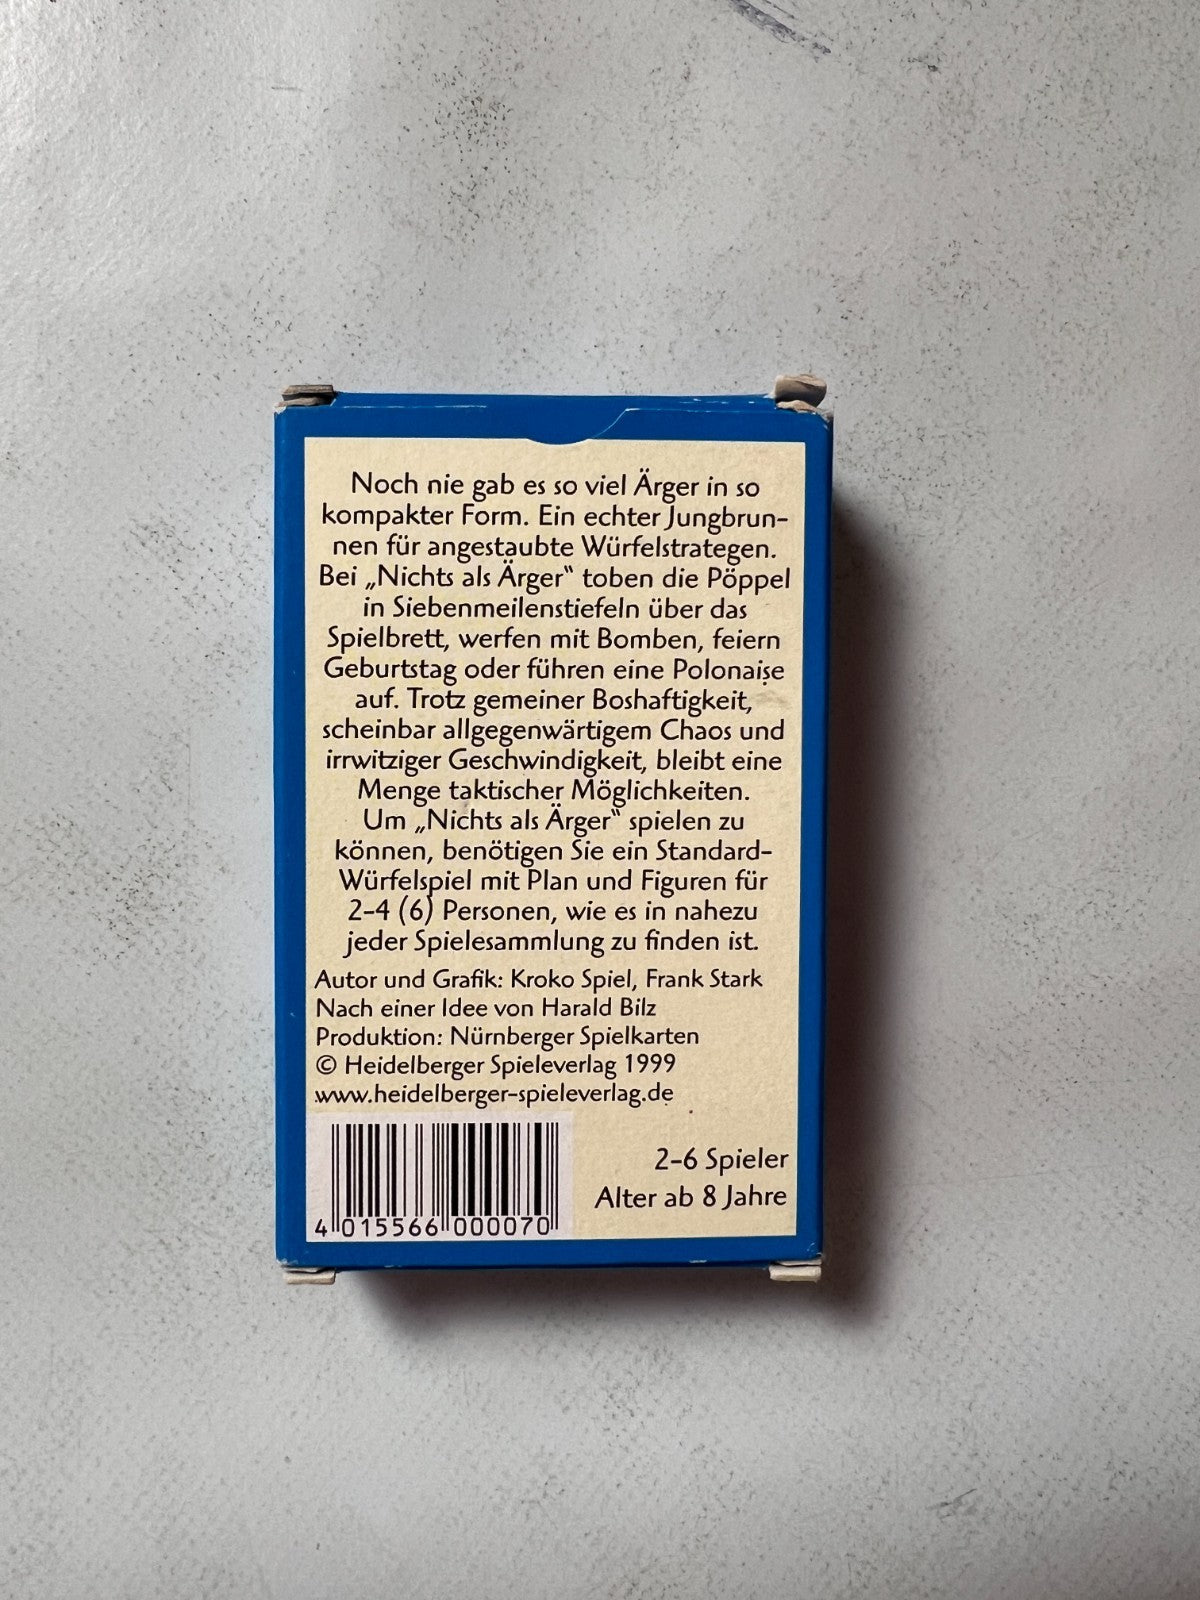 Noch nie gab es so viel Ärger in so
kompakter Form. Ein echter Jungbrun-
nen für angestaubte Würfelstrategen.
Bei „Nichts als Ärger“ toben die Pöppel
in Siebenmeilenstiefeln über das
Spielbrett, werfen mit Bomben, feiern
Geburtstag oder führen eine Polonaise
auf. Trotz gemeiner Boshaftigkeit,
scheinbar allgegenwärtigem Chaos und
irrwitziger Geschwindigkeit, bleibt eine
Menge taktischer Möglichkeiten.
Um „Nichts als Ärger“ spielen zu
können, benötigen Sie ein Standard-
Würfelspiel mit Plan und Figuren für
2-4 (6) Personen, wie es in nahezu
jeder Spielesammlung zu finden ist.
Autor und Grafik: Kroko Spiel, Frank Stark
Nach einer Idee von Harald Bilz
Produktion: Nürnberger Spielkarten
© Heidelberger Spieleverlag 1999
www.heidelberger-spieleverlag.de
2-6 Spieler
Alter ab 8 Jahre
4 015566 000070